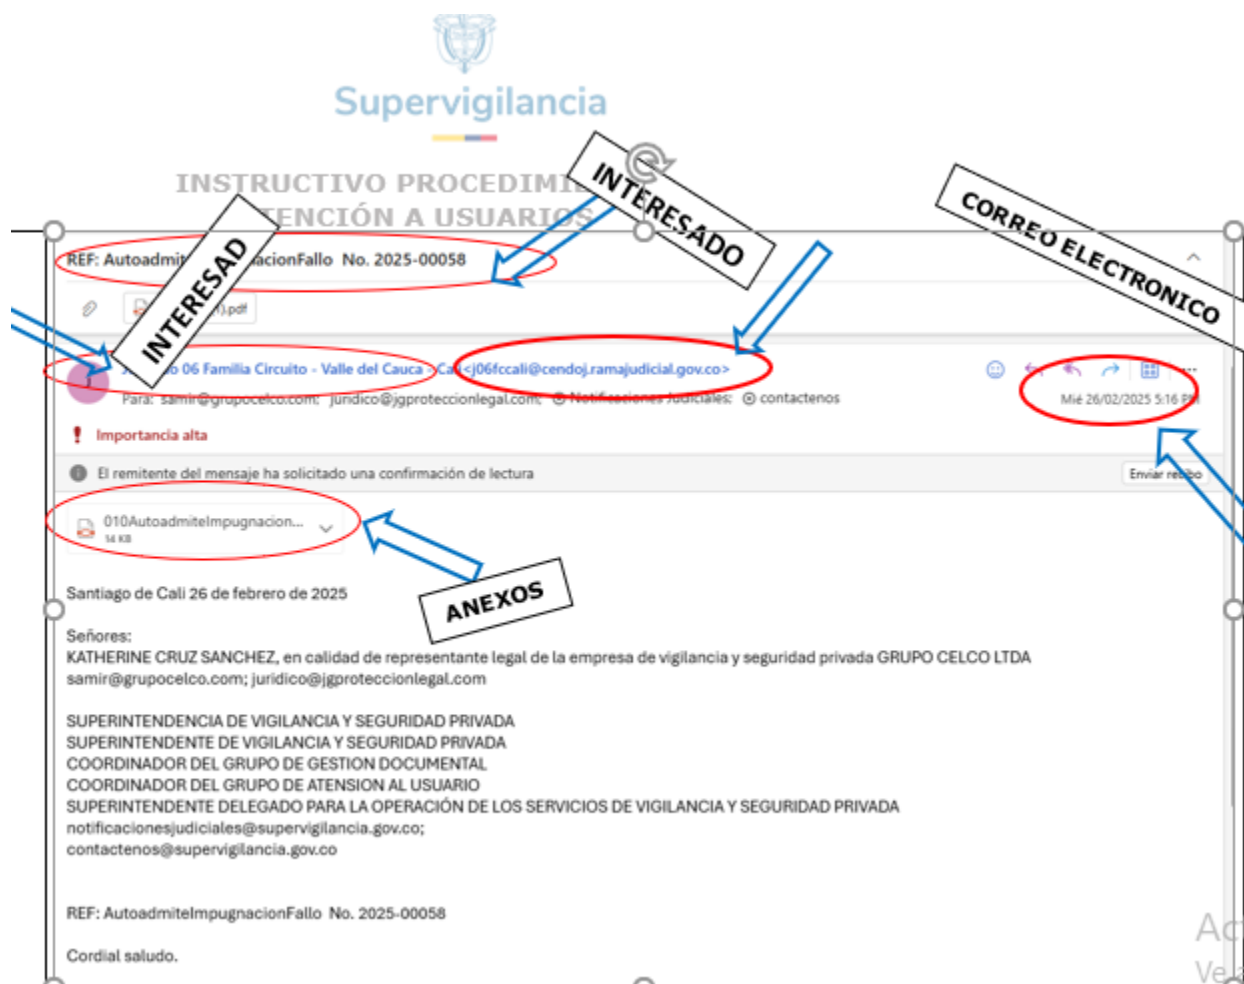 Supervigilancia
INSTRUCTIVO PROCEDIMI
TENCIÓN A USUARIOS
INTERESADO
CORREO ELECTRONICO
INTERESAD
REF: Autoadmit nacionFallo No. 2025-00058
.pdf
06 Familia Circuito - Valle del Cauca - Cali<j06fccali@cendoj.ramajudicial.gov.co>
Para: samir@grupocelco.com; juridico@jgproteccionlegal.com; Notificaciones Judiciales; contactenos
Mié 26/02/2025 5:16 PM
Importancia alta
El remitente del mensaje ha solicitado una confirmación de lectura
Enviar recibo
010AutoadmiteImpugnacion...
14 KB
ANEXOS
Santiago de Cali 26 de febrero de 2025
Señores:
KATHERINE CRUZ SANCHEZ, en calidad de representante legal de la empresa de vigilancia y seguridad privada GRUPO CELCO LTDA
samir@grupocelco.com; juridico@jgproteccionlegal.com
SUPERINTENDENCIA DE VIGILANCIA Y SEGURIDAD PRIVADA
SUPERINTENDENTE DE VIGILANCIA Y SEGURIDAD PRIVADA
COORDINADOR DEL GRUPO DE GESTION DOCUMENTAL
COORDINADOR DEL GRUPO DE ATENSION AL USUARIO
SUPERINTENDENTE DELEGADO PARA LA OPERACIÓN DE LOS SERVICIOS DE VIGILANCIA Y SEGURIDAD PRIVADA
notificacionesjudiciales@supervigilancia.gov.co;
contactenos@supervigilancia.gov.co
REF: AutoadmiteImpugnacionFallo No. 2025-00058
Cordial saludo.